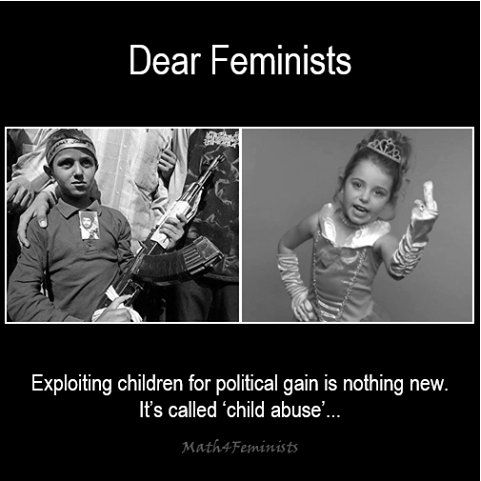 Dear Feminists
Exploiting children for political gain is nothing new.
It's called 'child abuse'...
Math4Feminists